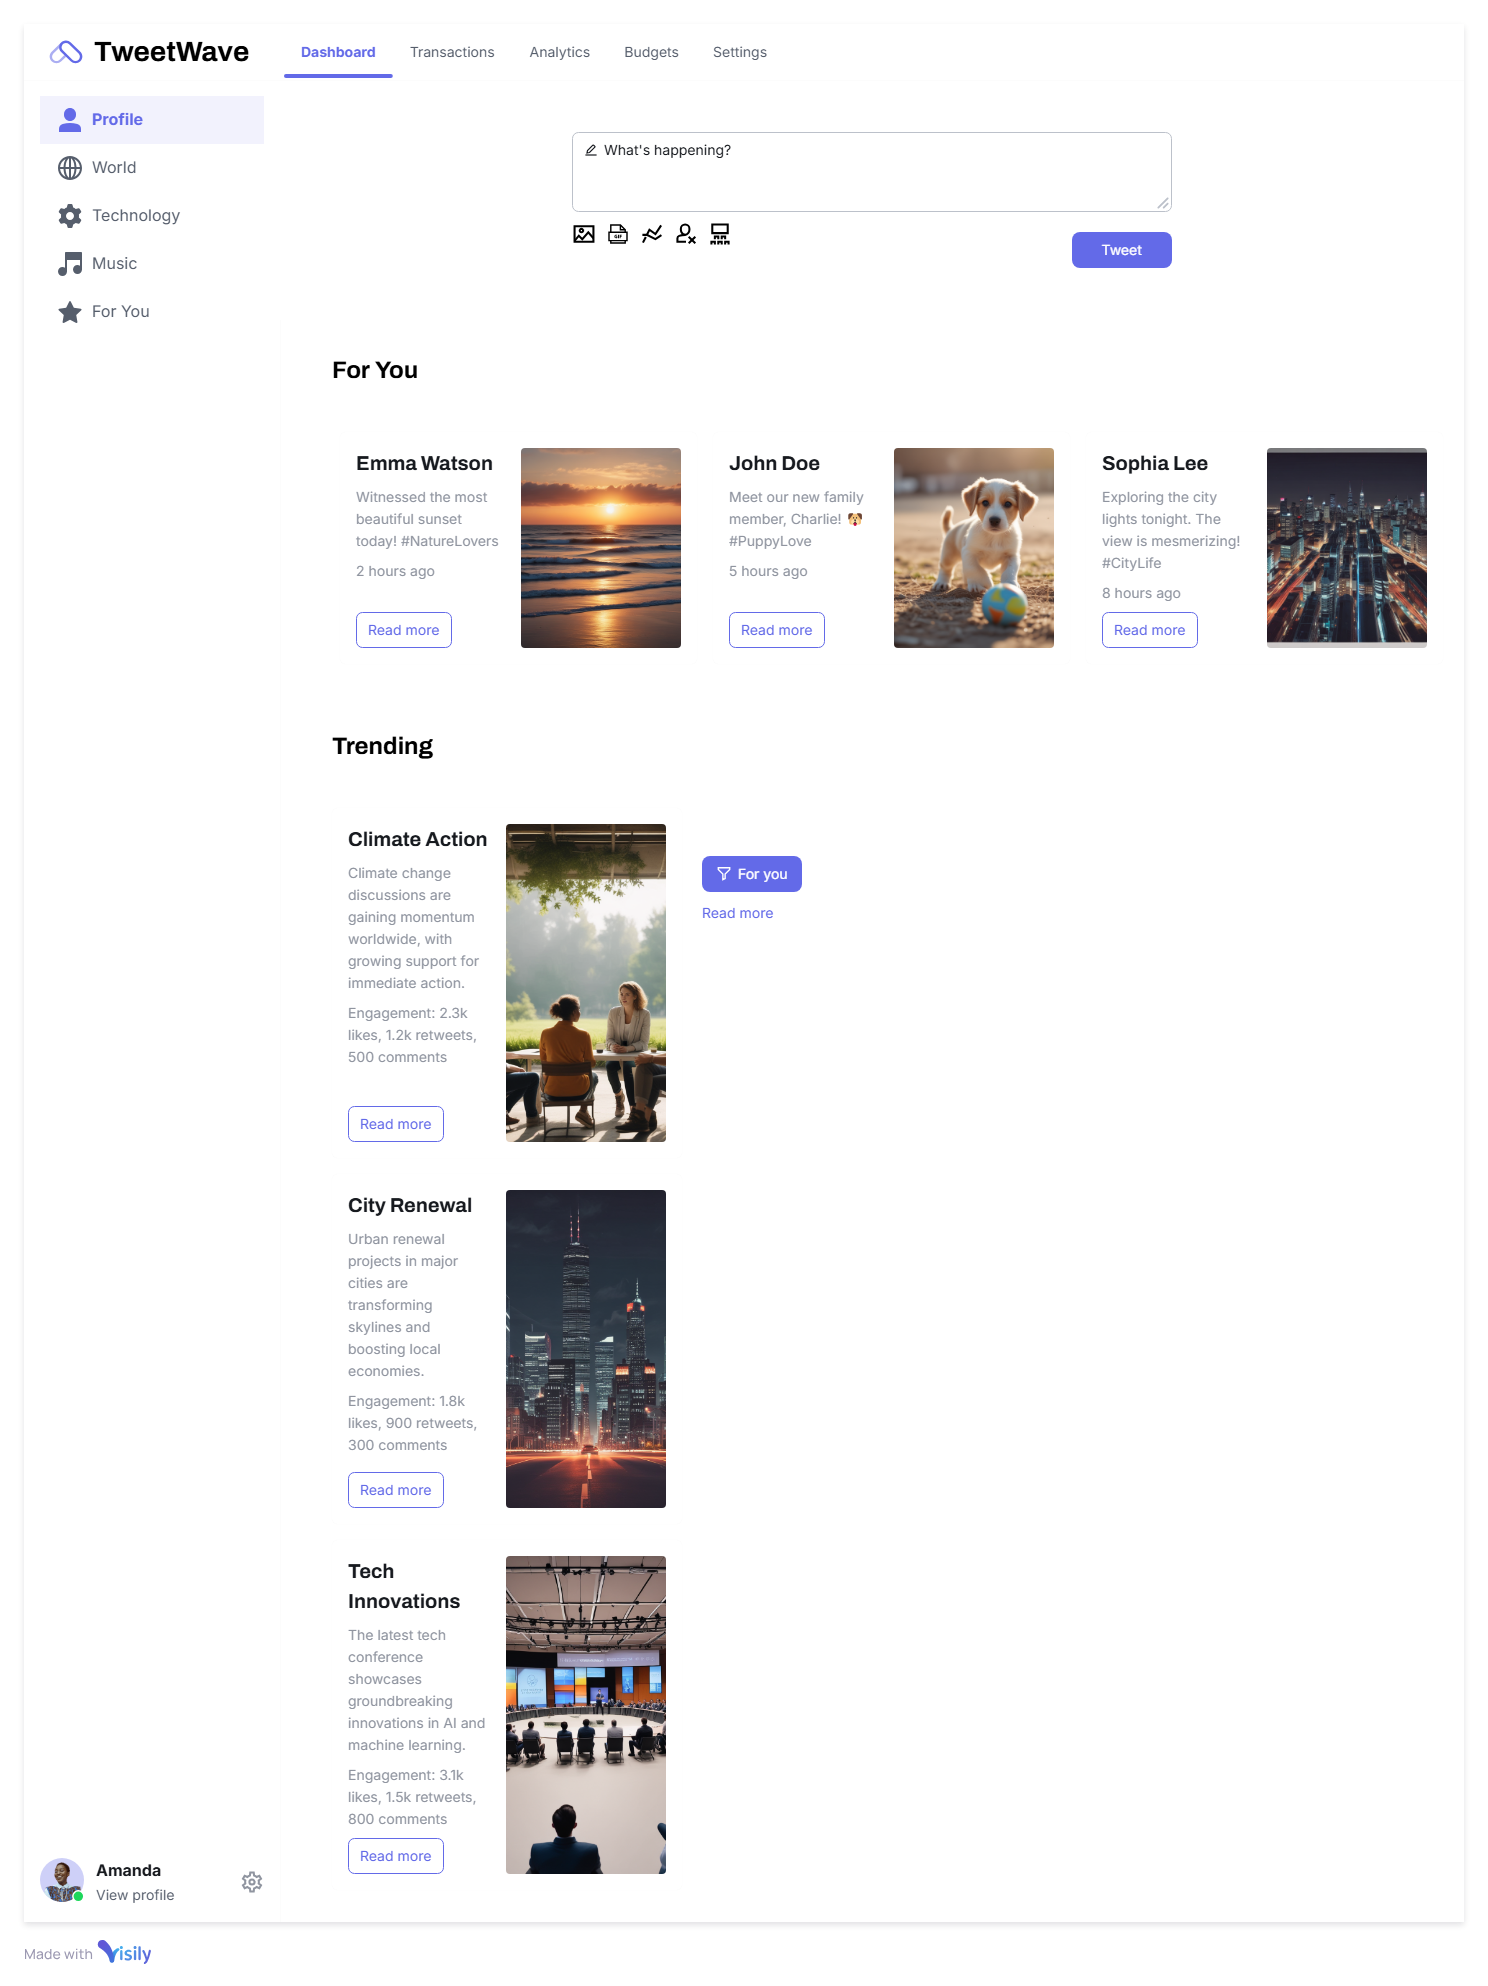 TweetWave
Dashboard
Transactions
Analytics
Budgets
Settings
Profile
World
Technology
Music
For You
What's happening?
GIF
Tweet
For You
Emma Watson
Witnessed the most
beautiful sunset
today! #NatureLovers
2 hours ago
Read more
John Doe
Meet our new family
member, Charlie! 🐶
#PuppyLove
5 hours ago
Read more
Sophia Lee
Exploring the city
lights tonight. The
view is mesmerizing!
#CityLife
8 hours ago
Read more
Trending
Climate Action
Climate change
discussions are
gaining momentum
worldwide, with
growing support for
immediate action.
Engagement: 2.3k
likes, 1.2k retweets,
500 comments
Read more
For you
Read more
City Renewal
Urban renewal
projects in major
cities are
transforming
skylines and
boosting local
economies.
Engagement: 1.8k
likes, 900 retweets,
300 comments
Read more
Tech
Innovations
The latest tech
conference
showcases
groundbreaking
innovations in AI and
machine learning.
Engagement: 3.1k
likes, 1.5k retweets,
800 comments
Read more
Amanda
View profile
Made with Visily